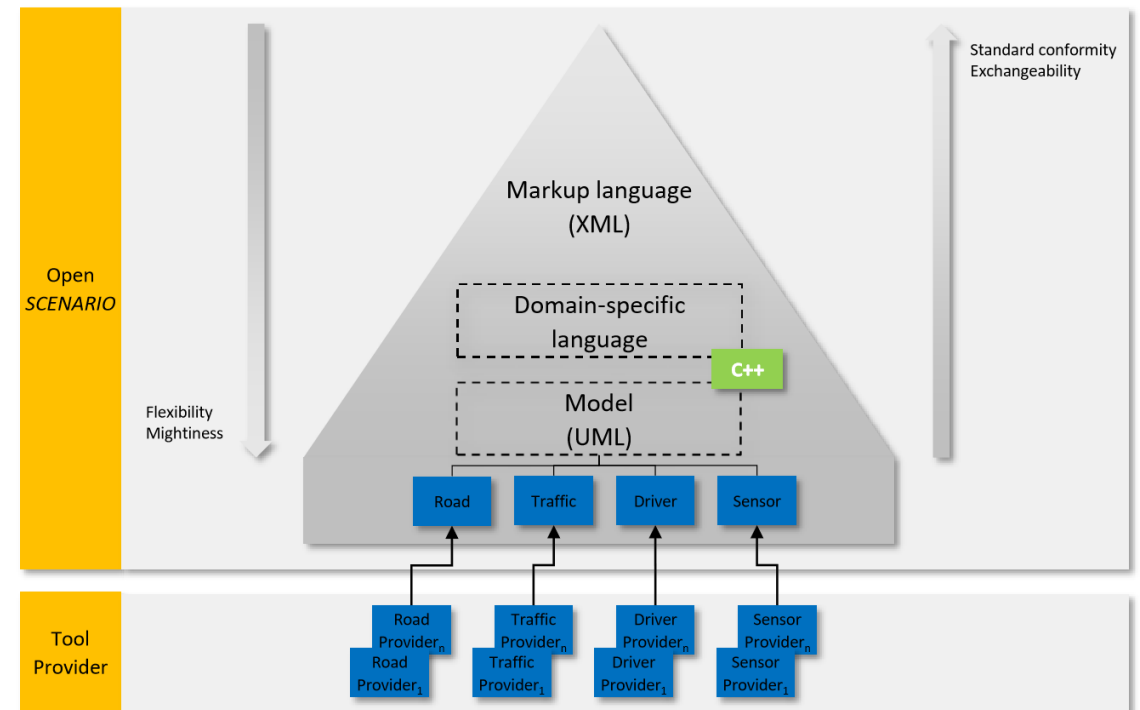 Standard conformity
Exchangeability
Markup language
(XML)
Open
SCENARIO
Domain-specific
language
C++
Model
(UML)
Flexibility
Mightiness
Road
Traffic
Driver
Sensor
Tool
Provider
Road
Providerₙ
Traffic
Providerₙ
Driver
Providerₙ
Sensor
Providerₙ
Road
Provider₁
Traffic
Provider₁
Driver
Provider₁
Sensor
Provider₁